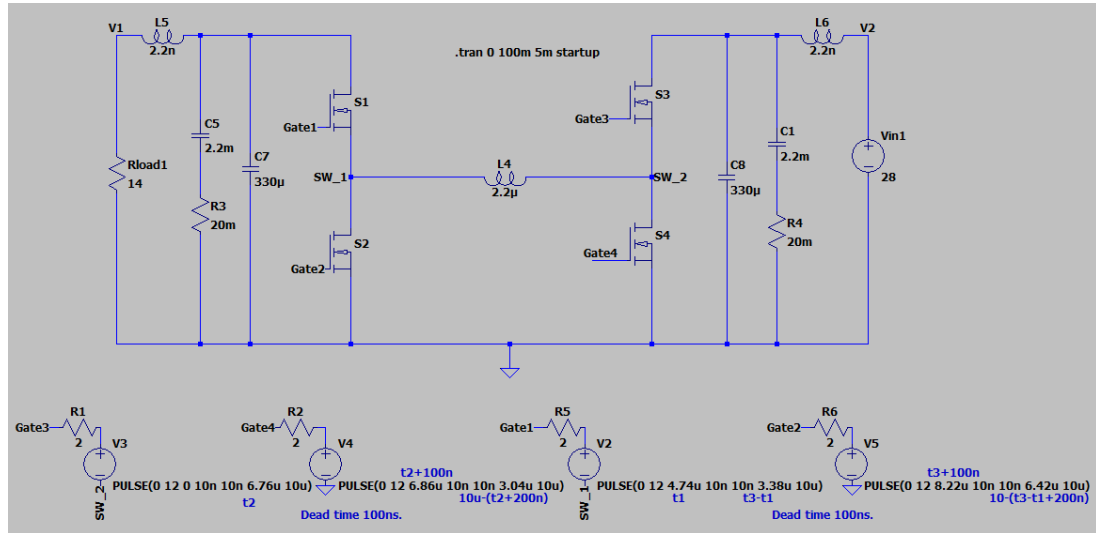 V1
L5
2.2n
.tran 0 100m 5m startup
L6
V2
2.2n
S1
Gate1
S3
Gate3
C5
2.2m
C7
330µ
Rload1
14
R3
20m
SW_1
L4
2.2µ
SW_2
C8
330µ
C1
2.2m
Vin1
28
R4
20m
S2
Gate2
S4
Gate4
Gate3
R1
2
V3
SW_2
PULSE(0 12 0 10n 10n 6.76u 10u)
t2
Gate4
R2
2
V4
t2+100n
PULSE(0 12 6.86u 10n 10n 3.04u 10u)
10u-(t2+200n)
Dead time 100ns.
Gate1
R5
2
V2
SW_1
PULSE(0 12 4.74u 10n 10n 3.38u 10u)
t1
t3-t1
Gate2
R6
2
V5
t3+100n
PULSE(0 12 8.22u 10n 10n 6.42u 10u)
10-(t3-t1+200n)
Dead time 100ns.